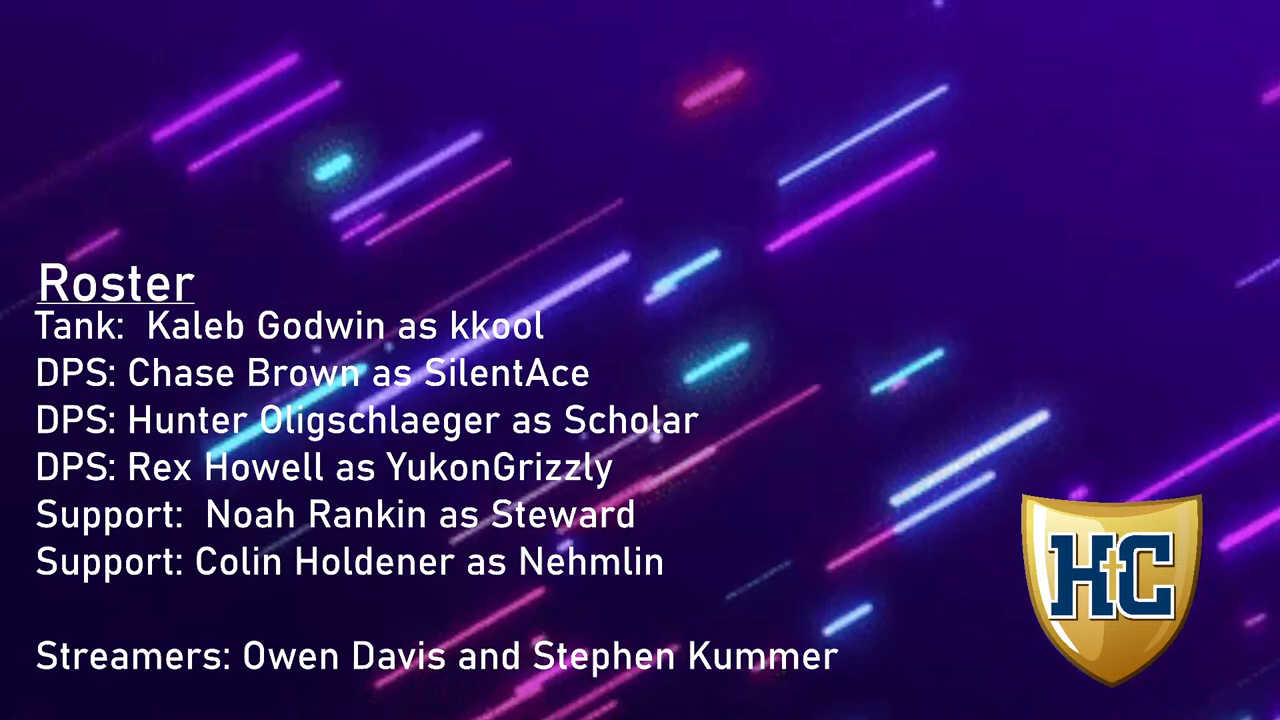 Roster
Tank:  Kaleb Godwin as kkool
DPS: Chase Brown as SilentAce
DPS: Hunter Oligschlaeger as Scholar
DPS: Rex Howell as YukonGrizzly
Support:  Noah Rankin as Steward
Support: Colin Holdener as Nehmlin
Streamers: Owen Davis and Stephen Kummer
HC